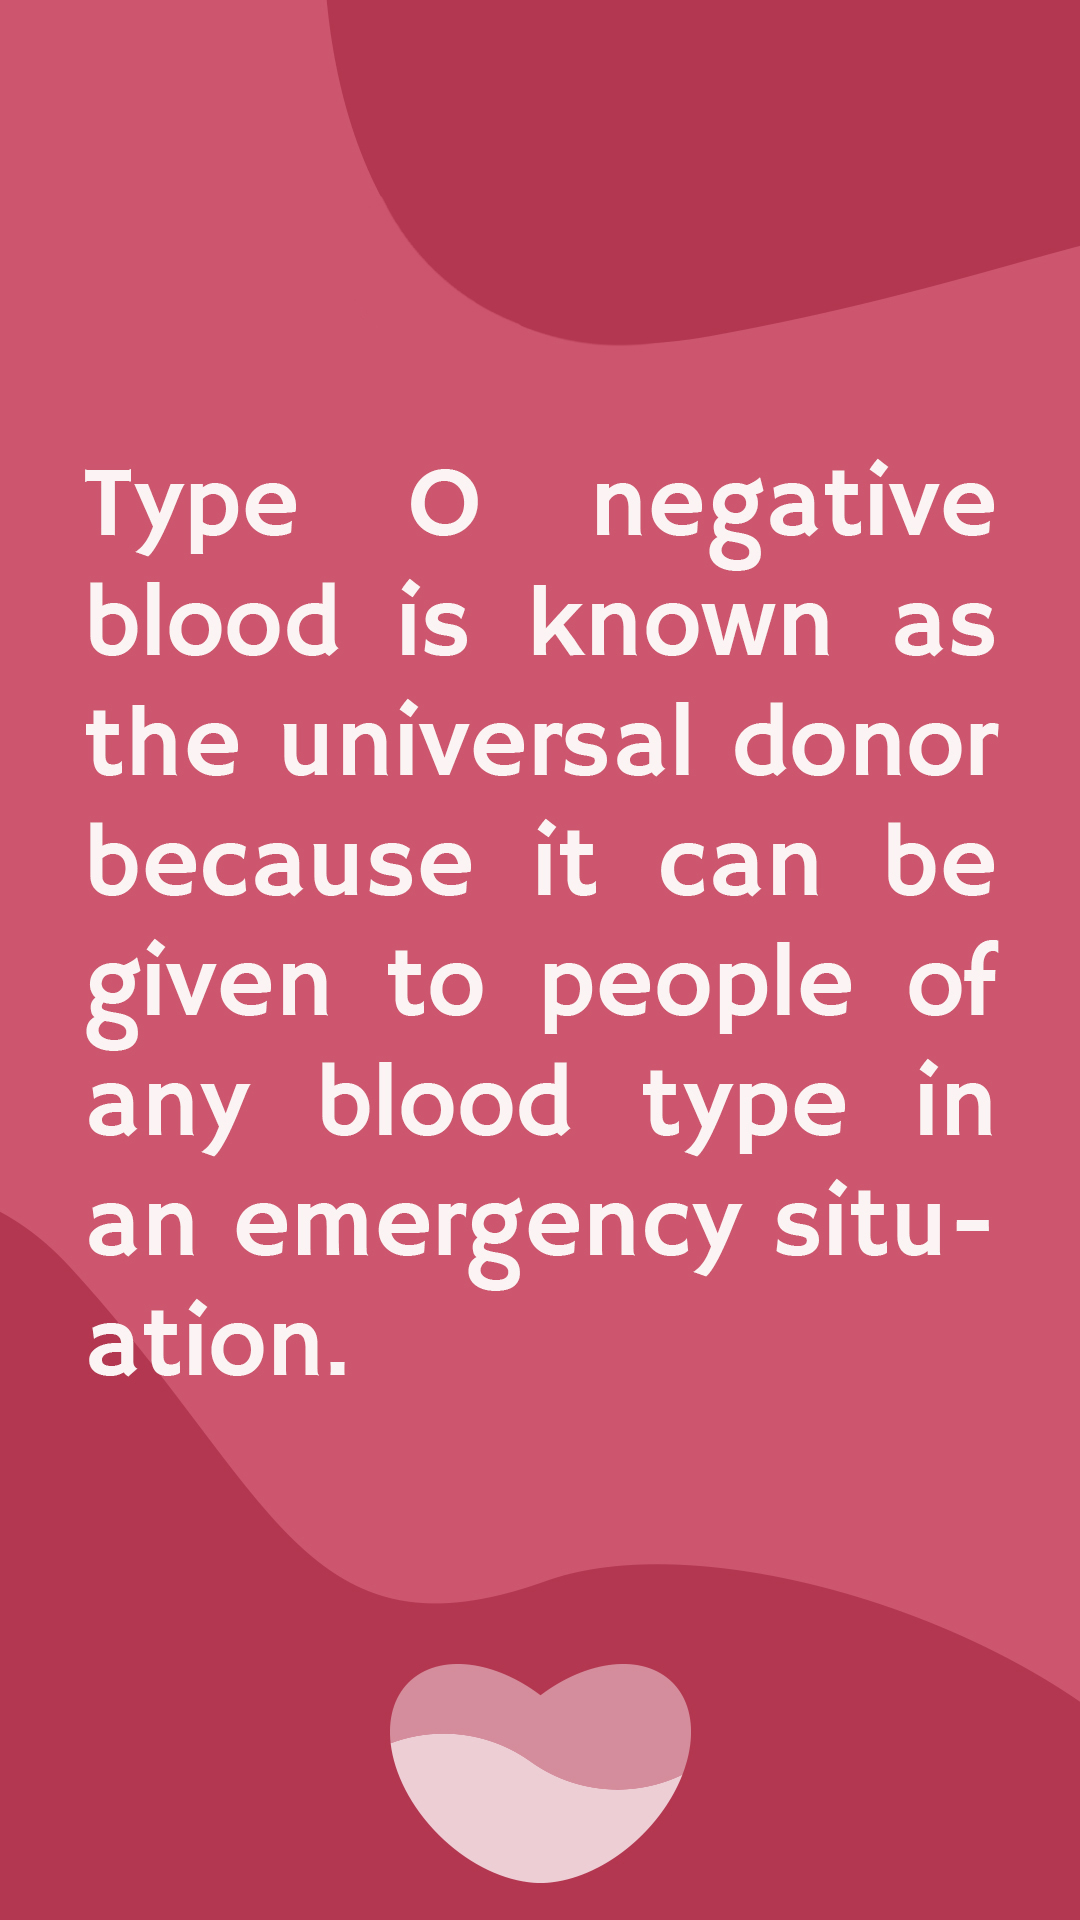 Type O negative
blood is known as
the universal donor
because it can be
given to people of
any blood type in
an emergency situ-
ation.